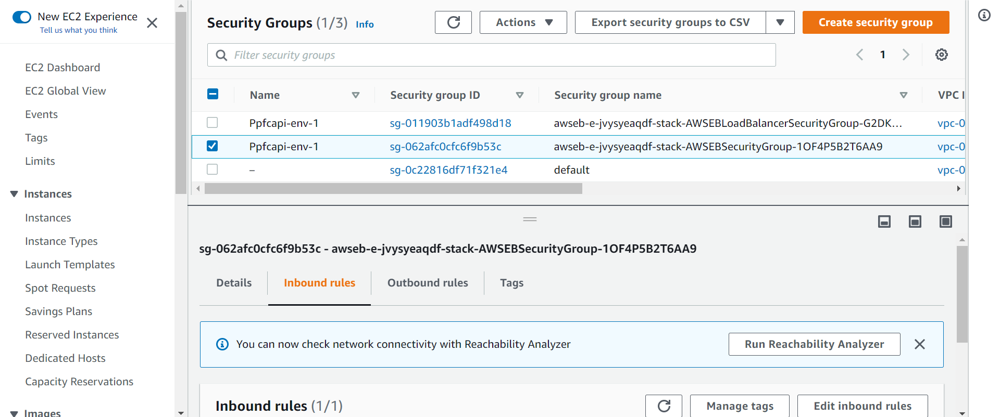 New EC2 Experience
Tell us what you think
EC2 Dashboard
EC2 Global View
Events
Tags
Limits
Instances
Instances
Instance Types
Launch Templates
Spot Requests
Savings Plans
Reserved Instances
Dedicated Hosts
Capacity Reservations
Images
Security Groups (1/3) Info
Actions
Export security groups to CSV
Create security group
Filter security groups
1
Name Security group ID Security group name VPC I
Ppfcapi-env-1 sg-011903b1adf498d18 awseb-e-jvysyeaqdf-stack-AWSEBLoadBalancerSecurityGroup-G2DK... vpc-0
Ppfcapi-env-1 sg-062afc0cfc6f9b53c awseb-e-jvysyeaqdf-stack-AWSEBSecurityGroup-1OF4P5B2T6AA9 vpc-0
– sg-0c22816df71f321e4 default vpc-0
sg-062afc0cfc6f9b53c - awseb-e-jvysyeaqdf-stack-AWSEBSecurityGroup-1OF4P5B2T6AA9
Details Inbound rules Outbound rules Tags
You can now check network connectivity with Reachability Analyzer
Run Reachability Analyzer
Inbound rules (1/1)
Manage tags
Edit inbound rules